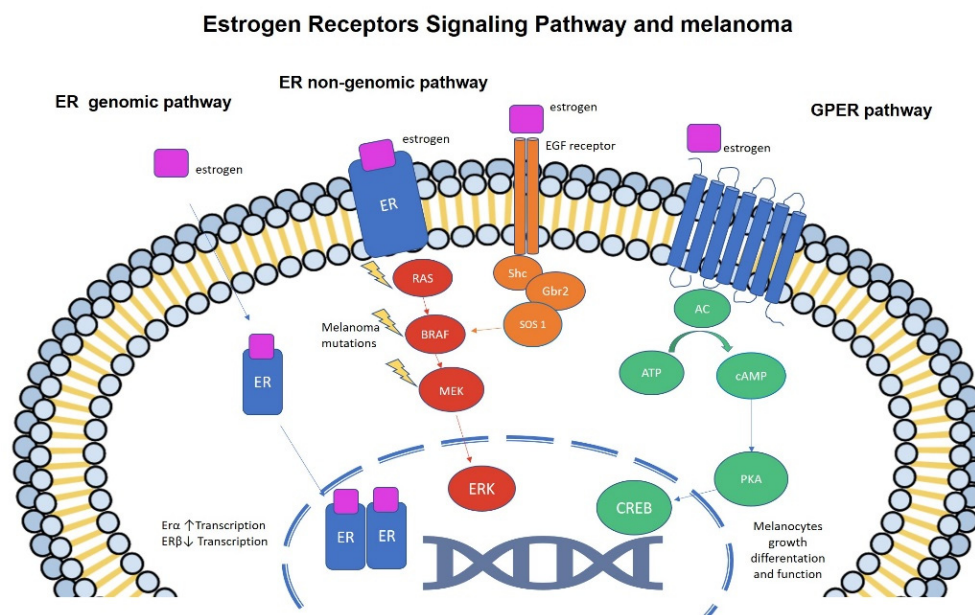 Estrogen Receptors Signaling Pathway and melanoma
ER genomic pathway
ER non-genomic pathway
GPER pathway
estrogen
estrogen
estrogen
EGF receptor
estrogen
ER
RAS
Shc
Gbr2
SOS 1
BRAF
Melanoma
mutations
MEK
AC
ATP
cAMP
ER
ERK
PKA
CREB
ER
ER
Erα ↑Transcription
ERβ↓ Transcription
Melanocytes
growth
differentation
and function